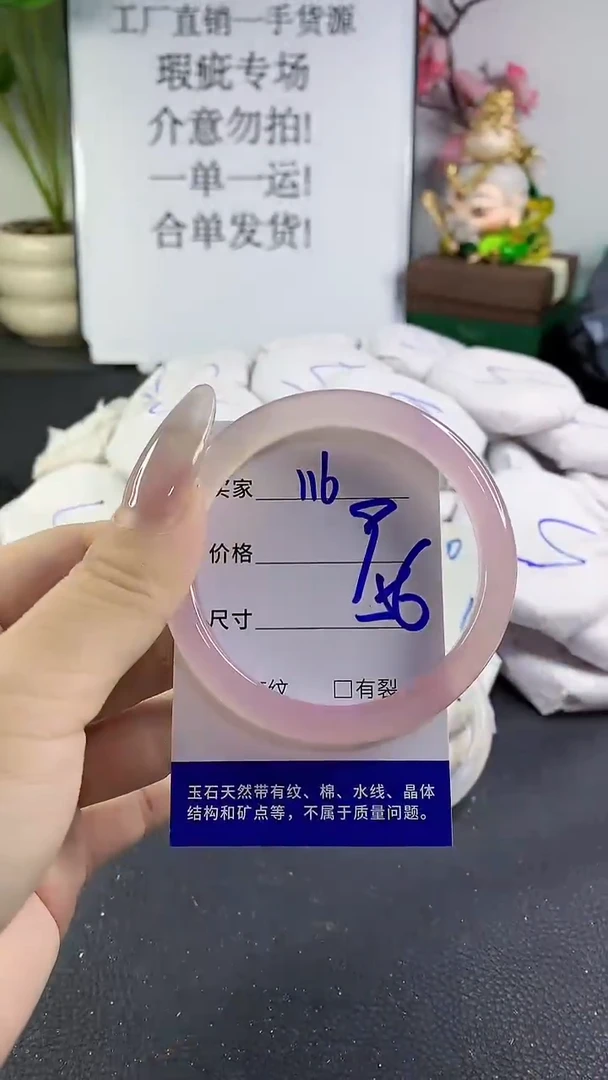 工厂直销一手货源
瑕疵专场
介意勿拍!
一单一运!
合单发货!
买家 116
价格
尺寸 56
纹 □有裂
玉石天然带有纹、棉、水线、晶体
结构和矿点等，不属于质量问题。